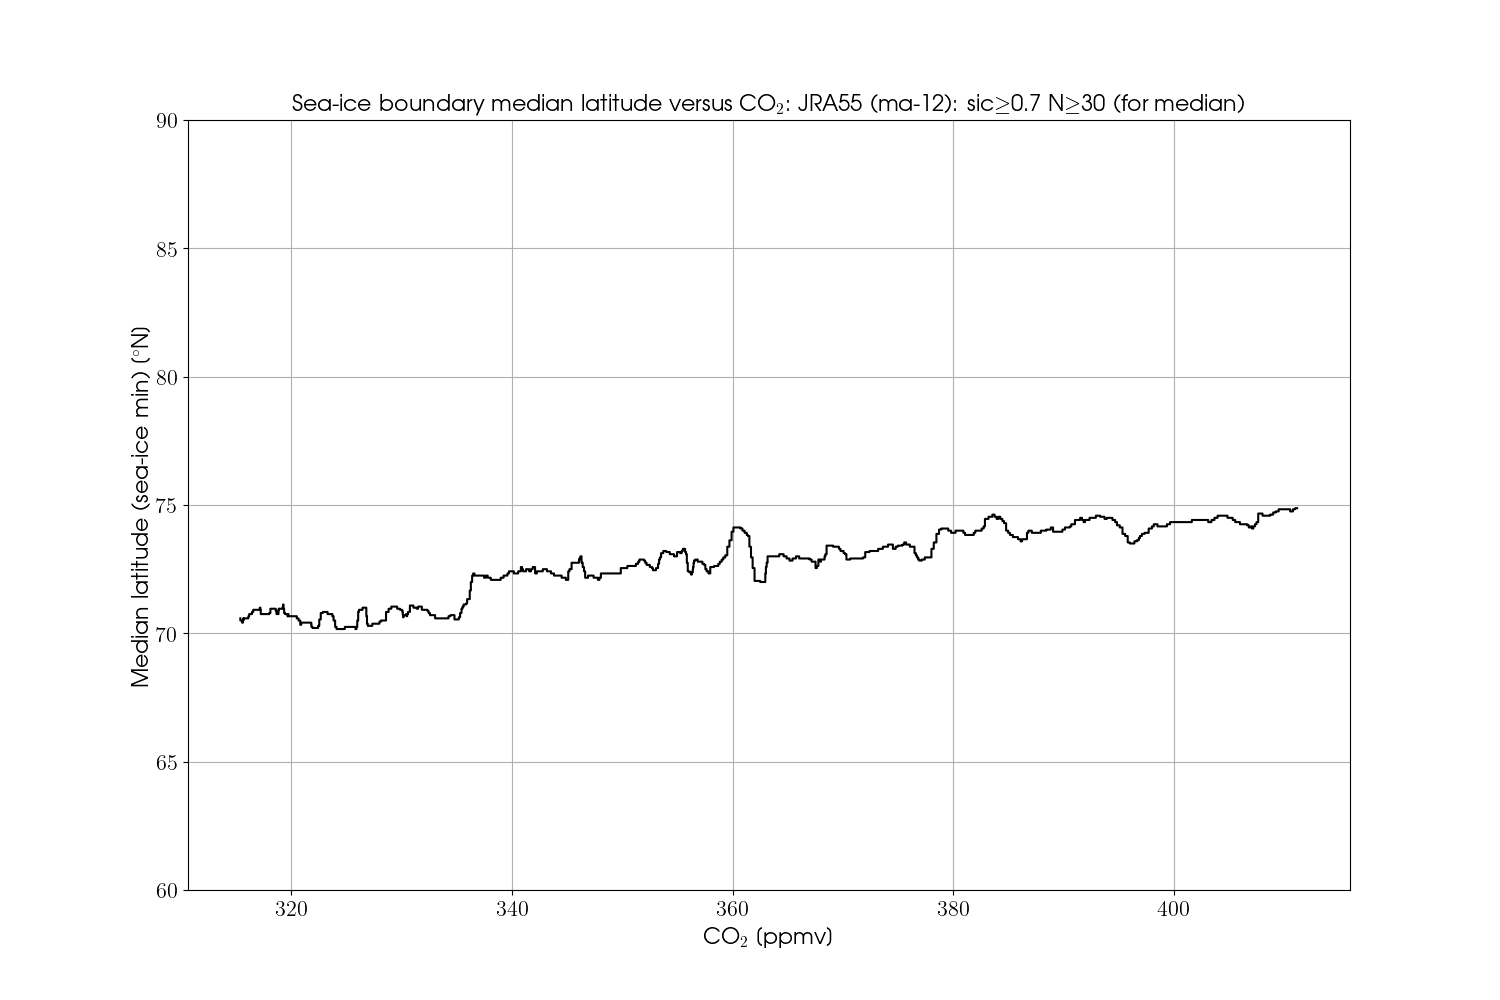 Sea-ice boundary median latitude versus CO₂: JRA55 (ma-12): sic≥0.7 N≥30 (for median)
90
85
80
75
70
65
60
Median latitude (sea-ice min) (°N)
320 340 360 380 400
CO₂ (ppmv)